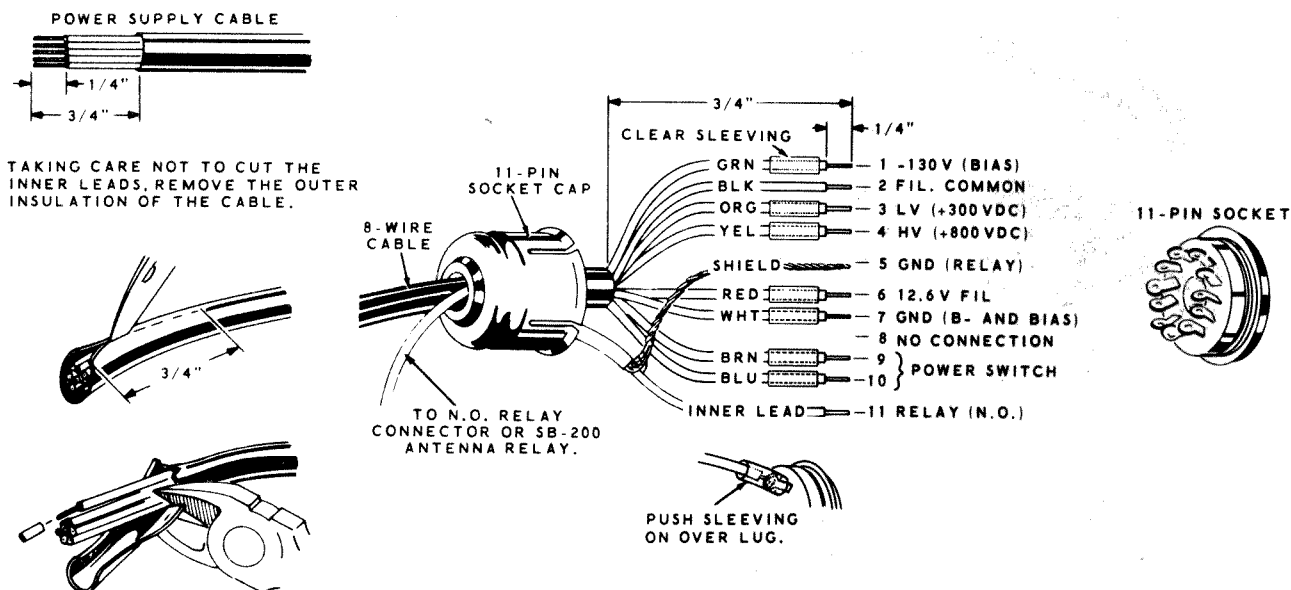 POWER SUPPLY CABLE
1/4"
3/4"
TAKING CARE NOT TO CUT THE
INNER LEADS, REMOVE THE OUTER
INSULATION OF THE CABLE.
3/4"
8-WIRE
CABLE
11-PIN
SOCKET CAP
TO N.O. RELAY
CONNECTOR OR SB-200
ANTENNA RELAY.
3/4"
CLEAR SLEEVING
1/4"
GRN 1 -130V (BIAS)
BLK 2 FIL. COMMON
ORG 3 LV (+300VDC)
YEL 4 HV (+800VDC)
SHIELD 5 GND (RELAY)
RED 6 12.6V FIL
WHT 7 GND (B- AND BIAS)
8 NO CONNECTION
BRN 9
BLU 10
POWER SWITCH
INNER LEAD 11 RELAY (N.O.)
PUSH SLEEVING
ON OVER LUG.
11-PIN SOCKET